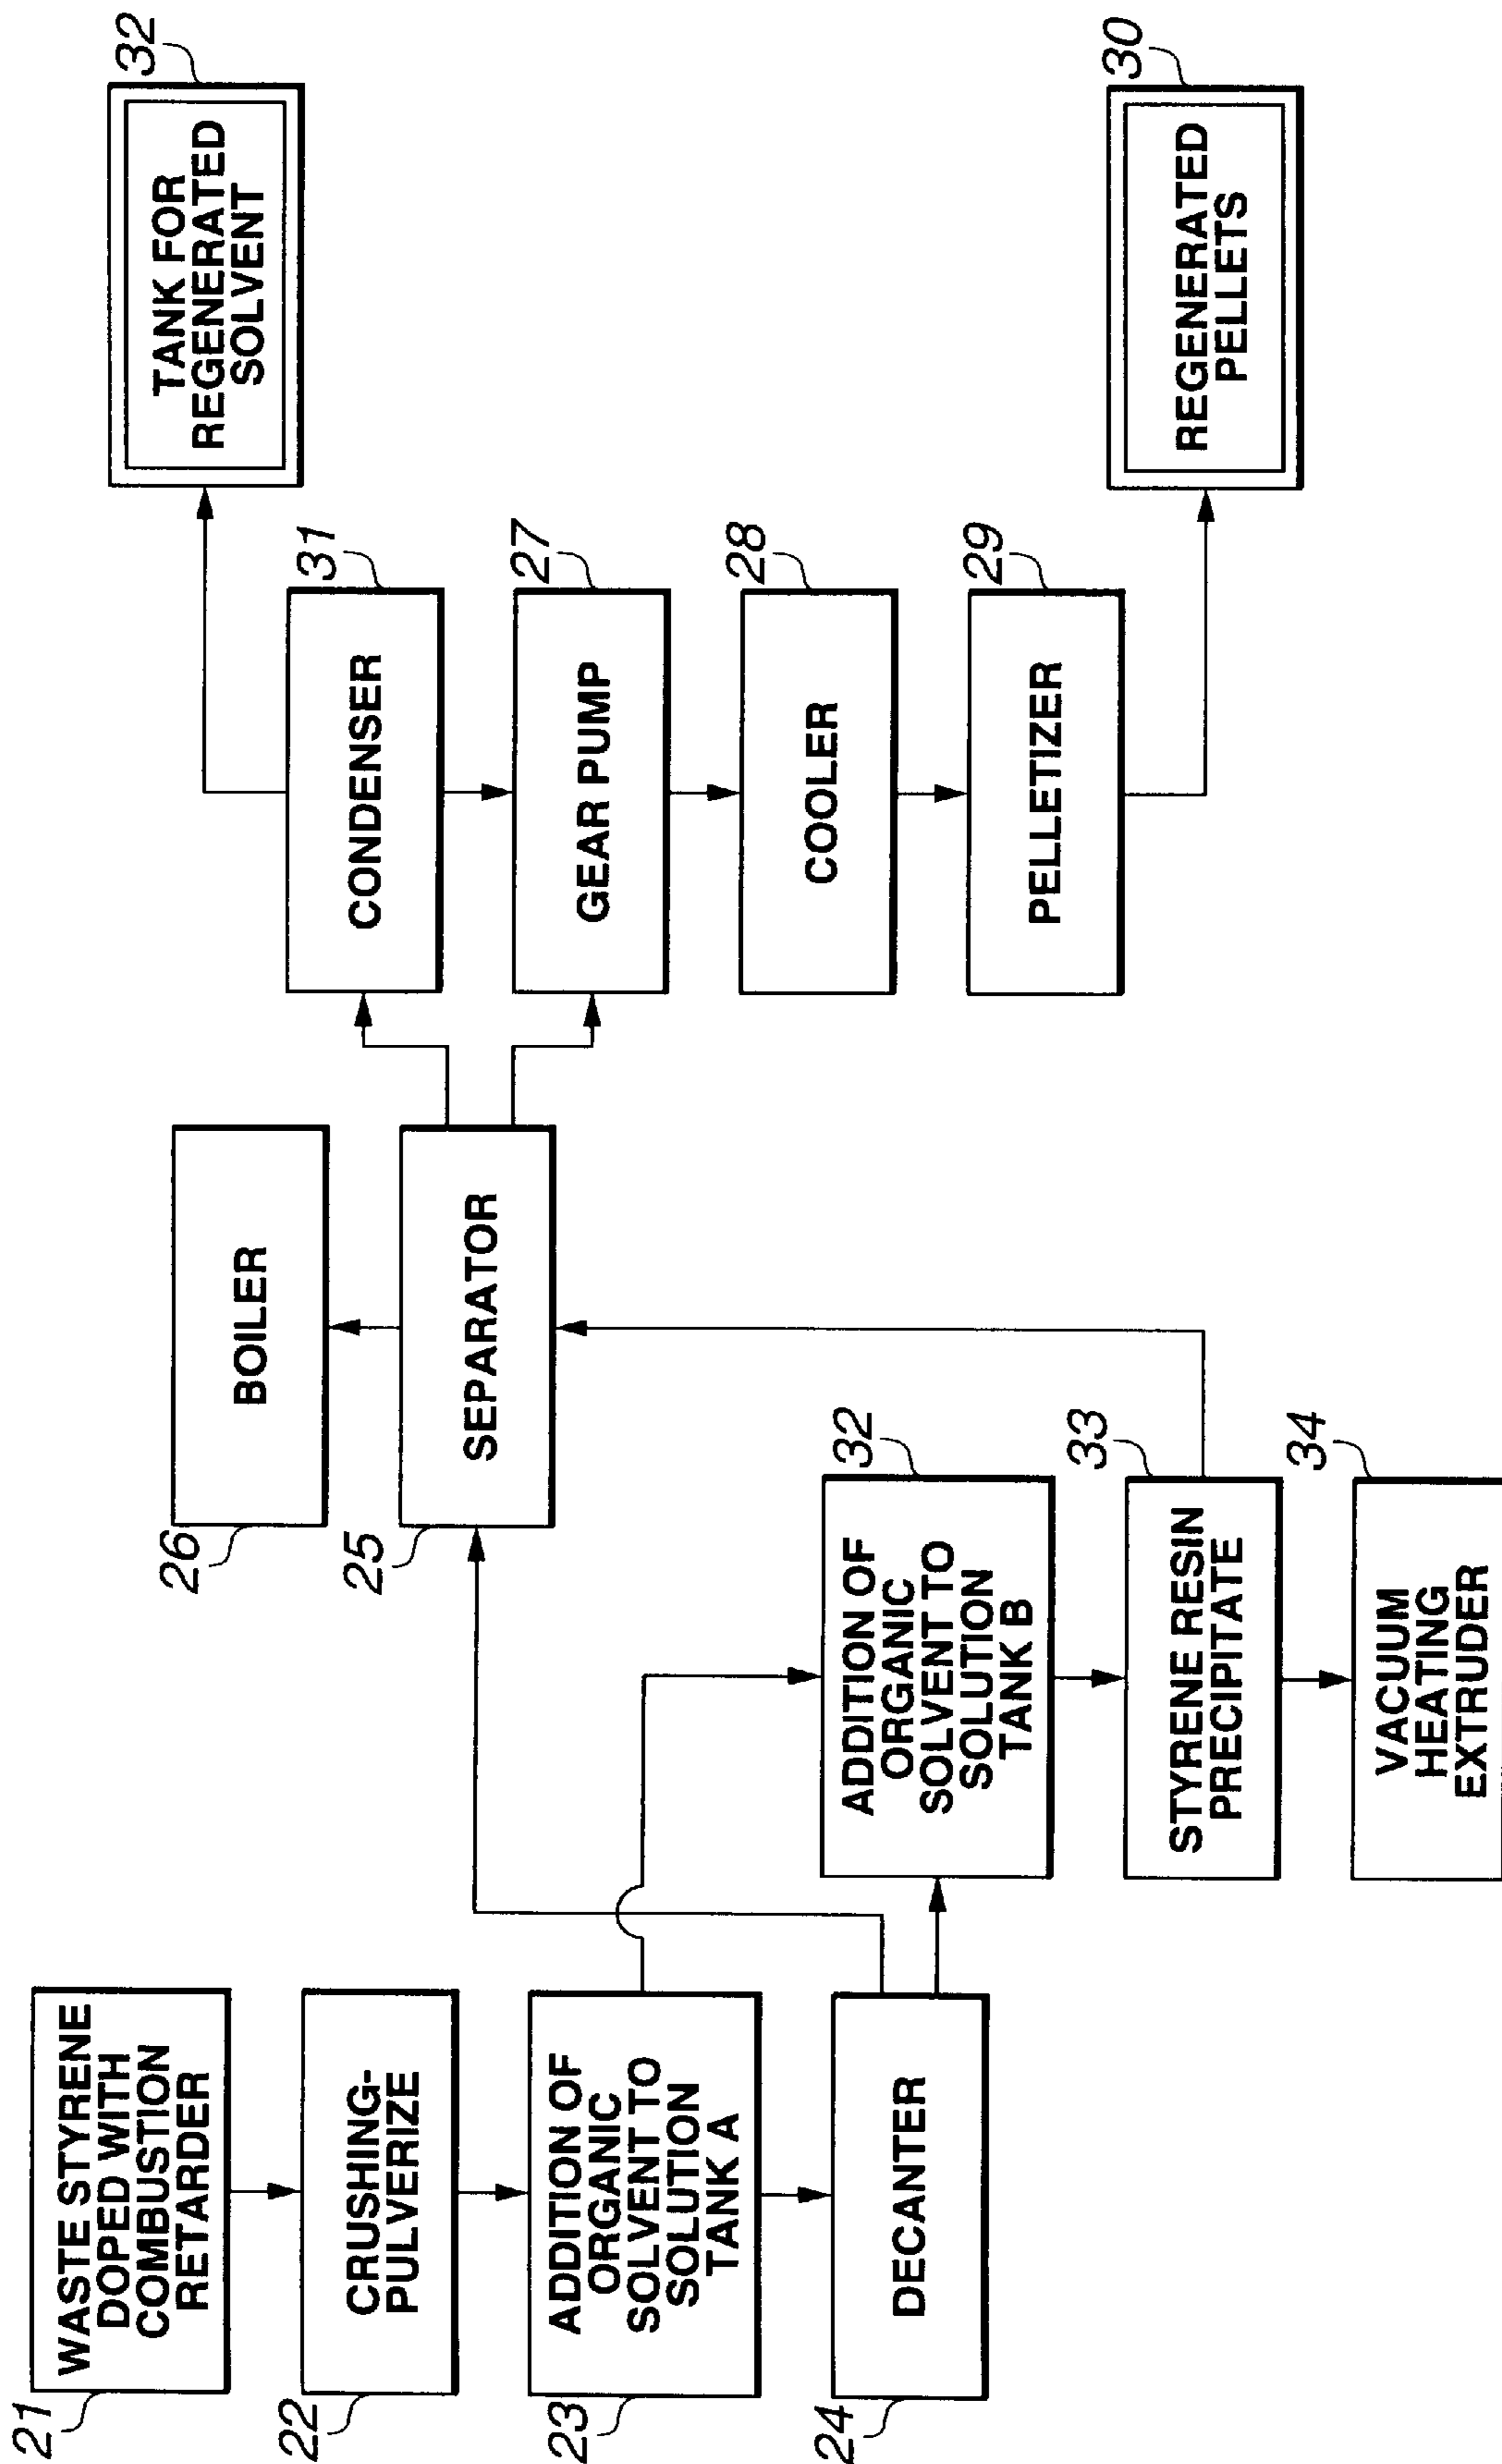 21
WASTE STYRENE
DOPED WITH
COMBUSTION
RETARDER
22
CRUSHING-
PULVERIZE
23
ADDITION OF
ORGANIC
SOLVENT TO
SOLUTION
TANK A
24
DECANTER
26
BOILER
25
SEPARATOR
32
ADDITION OF
ORGANIC
SOLVENT TO
SOLUTION
TANK B
33
STYRENE RESIN
PRECIPITATE
34
VACUUM
HEATING
EXTRUDER
31
CONDENSER
27
GEAR PUMP
28
COOLER
29
PELLETIZER
32
TANK FOR
REGENERATED
SOLVENT
30
REGENERATED
PELLETS